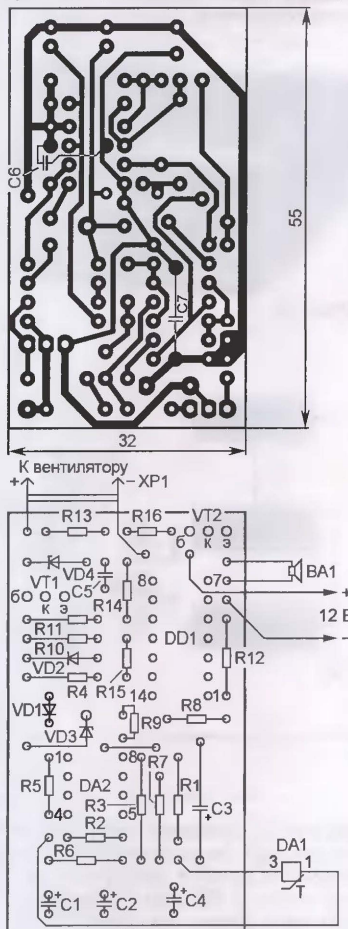 C6
C7
55
32
К вентилятору
+
− XP1
R13
R16
VT2
б
к
э
VD4
C5
VT1
б
к
э
R14
8
7
BA1
+
12 В
−
R11
R10
VD2
R4
R15
DD1
R12
14
1
VD1
R9
R8
VD3
R5
1
4
DA2
8
5
R3
R7
R1
C3
+
R2
R6
DA1
3
1
T
+
C1
+
C2
+
C4